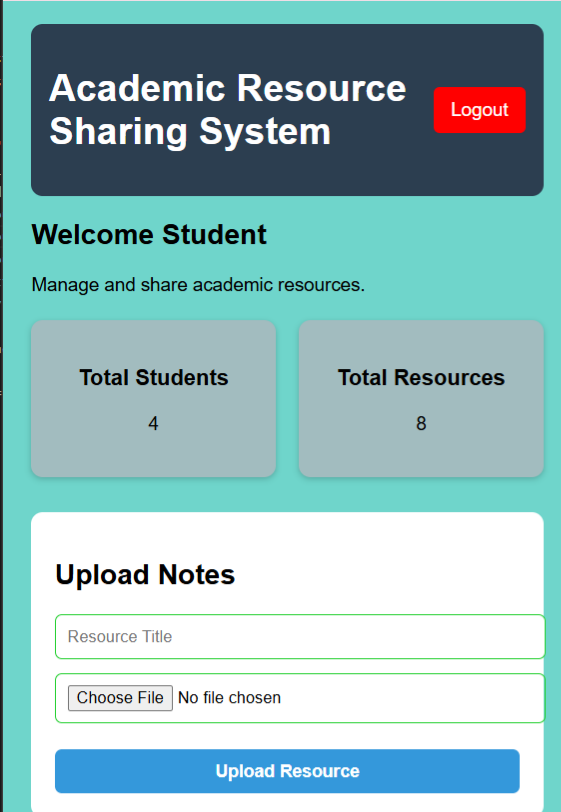 Academic Resource
Sharing System
Logout
Welcome Student
Manage and share academic resources.
Total Students
4
Total Resources
8
Upload Notes
Resource Title
Choose File No file chosen
Upload Resource